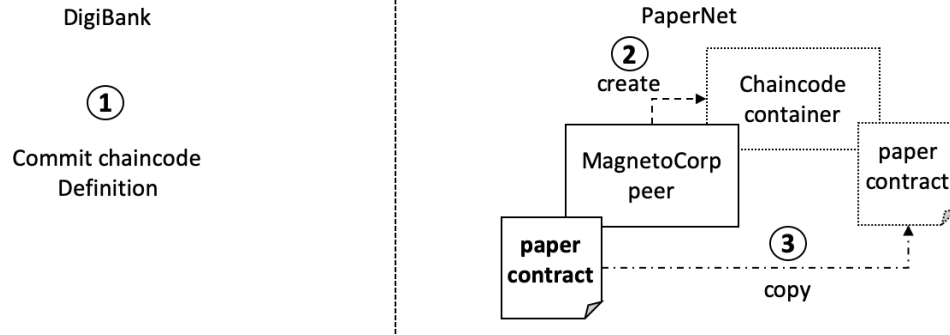 DigiBank
1
Commit chaincode
Definition
PaperNet
2
create
Chaincode
container
MagnetoCorp
peer
paper
contract
paper
contract
3
copy